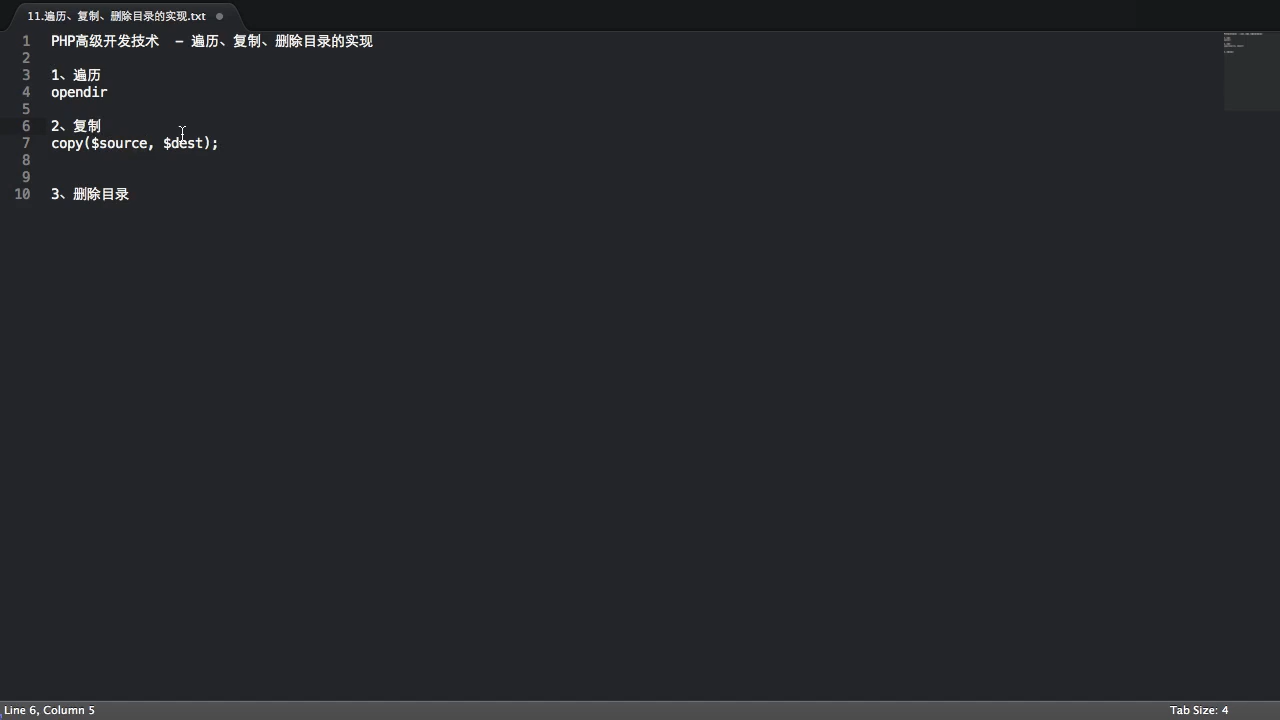 11.遍历、复制、删除目录的实现.txt
1 PHP高级开发技术 - 遍历、复制、删除目录的实现
2
3 1、遍历
4 opendir
5
6 2、复制
7 copy($source, $dest);
8
9
10 3、删除目录
Line 6, Column 5 Tab Size: 4